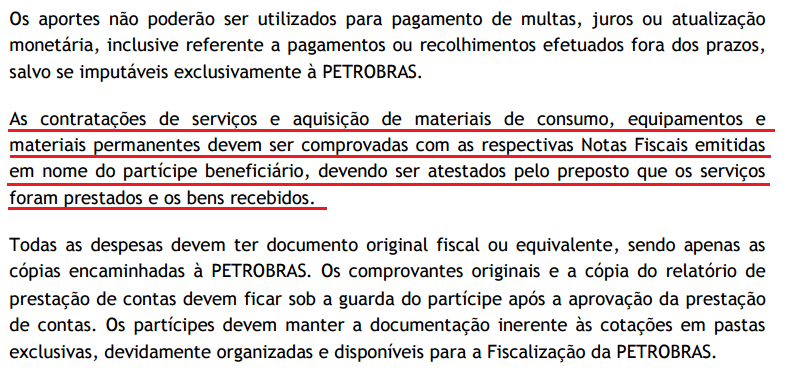 Os aportes não poderão ser utilizados para pagamento de multas, juros ou atualização
monetária, inclusive referente a pagamentos ou recolhimentos efetuados fora dos prazos,
salvo se imputáveis exclusivamente à PETROBRAS.
As contratações de serviços e aquisição de materiais de consumo, equipamentos e
materiais permanentes devem ser comprovadas com as respectivas Notas Fiscais emitidas
em nome do partícipe beneficiário, devendo ser atestados pelo preposto que os serviços
foram prestados e os bens recebidos.
Todas as despesas devem ter documento original fiscal ou equivalente, sendo apenas as
cópias encaminhadas à PETROBRAS. Os comprovantes originais e a cópia do relatório de
prestação de contas devem ficar sob a guarda do partícipe após a aprovação da prestação
de contas. Os partícipes devem manter a documentação inerente às cotações em pastas
exclusivas, devidamente organizadas e disponíveis para a Fiscalização da PETROBRAS.